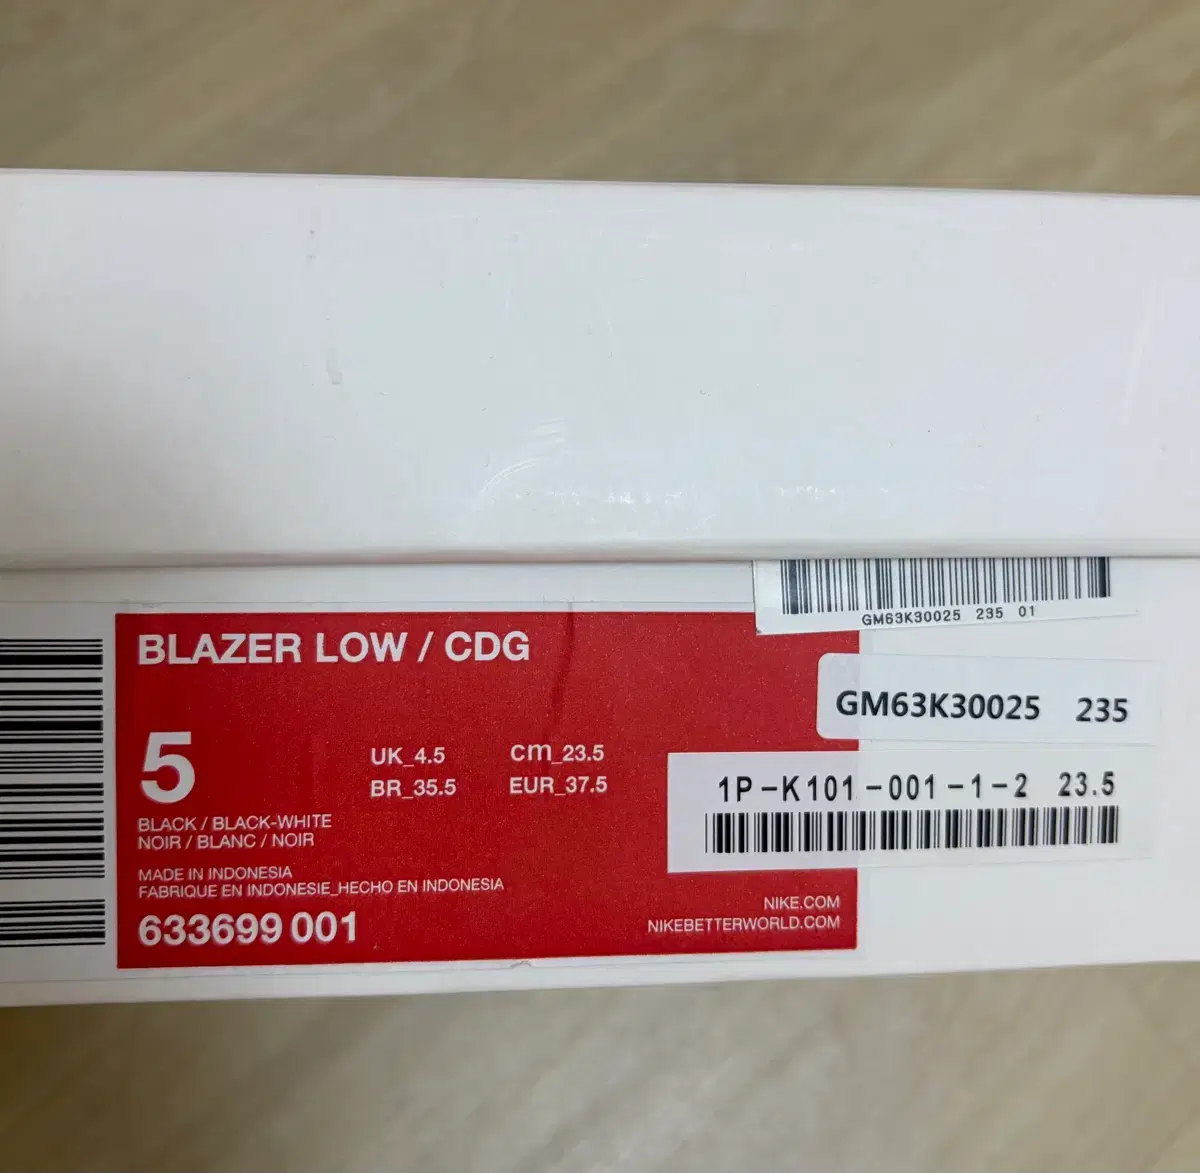 GM63K30025 235 01
BLAZER LOW / CDG
GM63K30025 235
5
UK_4.5 cm_23.5
BR_35.5 EUR_37.5
1P-K101-001-1-2 23.5
BLACK / BLACK-WHITE
NOIR / BLANC / NOIR
MADE IN INDONESIA
FABRIQUE EN INDONESIE_HECHO EN INDONESIA
633699 001
NIKE.COM
NIKEBETTERWORLD.COM